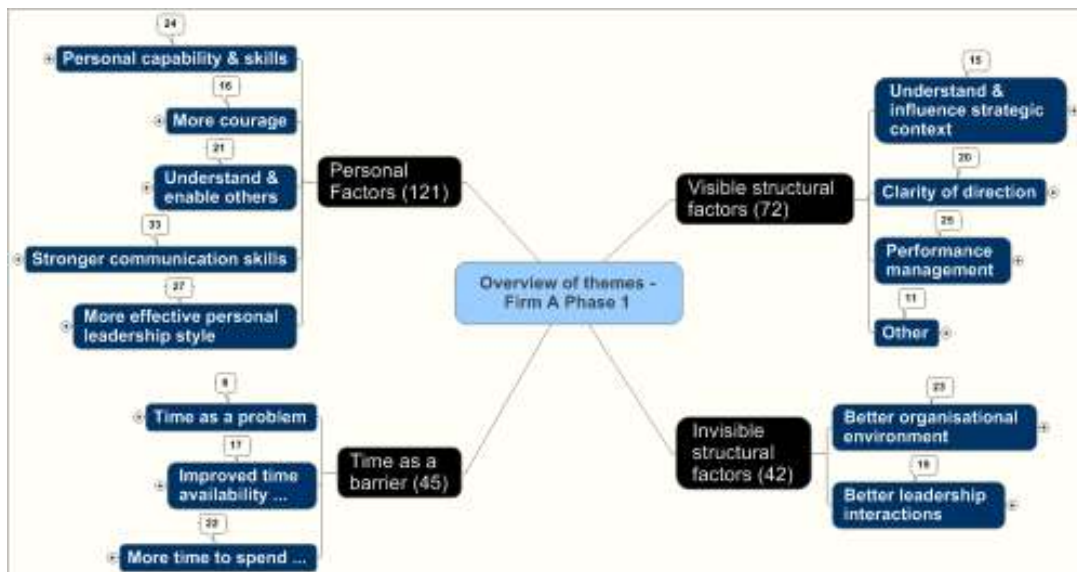 24
Personal capability & skills
16
More courage
21
Understand &
enable others
33
Stronger communication skills
27
More effective personal
leadership style
Personal
Factors (121)
6
Time as a problem
17
Improved time
availability ...
22
More time to spend ...
Time as a
barrier (45)
Overview of themes -
Firm A Phase 1
Visible structural
factors (72)
Understand &
influence strategic
context
20
Clarity of direction
Performance
management
11
Other
Invisible
structural
factors (42)
23
Better organisational
environment
19
Better leadership
interactions